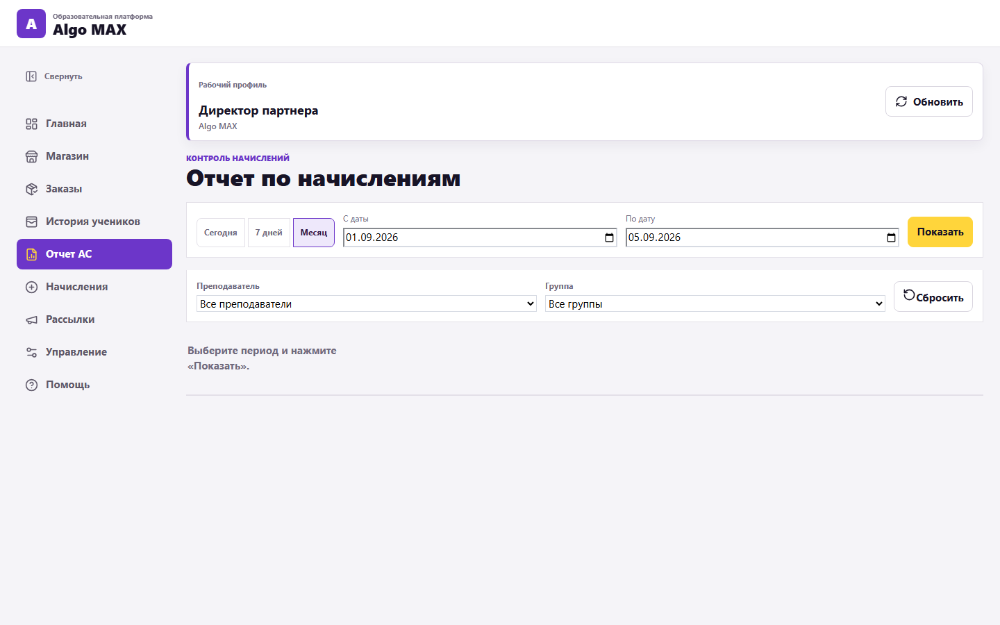 A
Образовательная платформа
Algo MAX
Свернуть
Главная
Магазин
Заказы
История учеников
Отчет АС
Начисления
Рассылки
Управление
Помощь
Рабочий профиль
Директор партнера
Algo MAX
Обновить
КОНТРОЛЬ НАЧИСЛЕНИЙ
Отчет по начислениям
Сегодня
7 дней
Месяц
С даты
01.09.2026
По дату
05.09.2026
Показать
Преподаватель
Все преподаватели
Группа
Все группы
Сбросить
Выберите период и нажмите
«Показать».